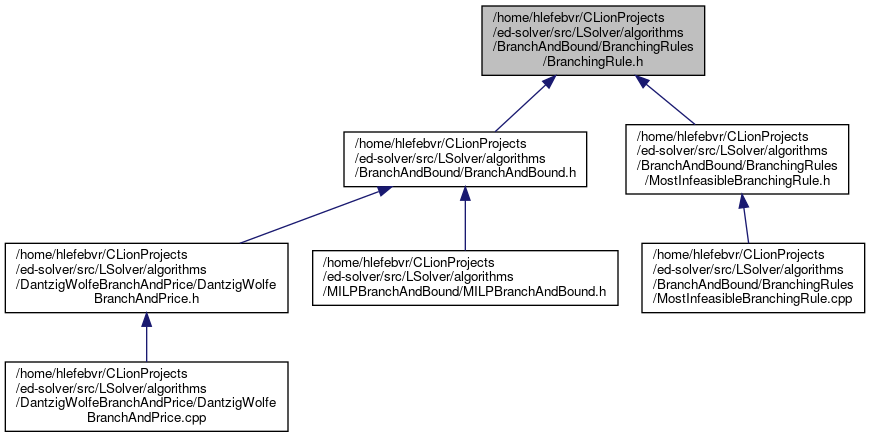 /home/hlefebvr/CLionProjects
/ed-solver/src/LSolver/algorithms
/BranchAndBound/BranchingRules
/BranchingRule.h
/home/hlefebvr/CLionProjects
/ed-solver/src/LSolver/algorithms
/BranchAndBound/BranchAndBound.h
/home/hlefebvr/CLionProjects
/ed-solver/src/LSolver/algorithms
/BranchAndBound/BranchingRules
/MostInfeasibleBranchingRule.h
/home/hlefebvr/CLionProjects
/ed-solver/src/LSolver/algorithms
/DantzigWolfeBranchAndPrice/DantzigWolfe
BranchAndPrice.h
/home/hlefebvr/CLionProjects
/ed-solver/src/LSolver/algorithms
/MILPBranchAndBound/MILPBranchAndBound.h
/home/hlefebvr/CLionProjects
/ed-solver/src/LSolver/algorithms
/BranchAndBound/BranchingRules
/MostInfeasibleBranchingRule.cpp
/home/hlefebvr/CLionProjects
/ed-solver/src/LSolver/algorithms
/DantzigWolfeBranchAndPrice/DantzigWolfe
BranchAndPrice.cpp